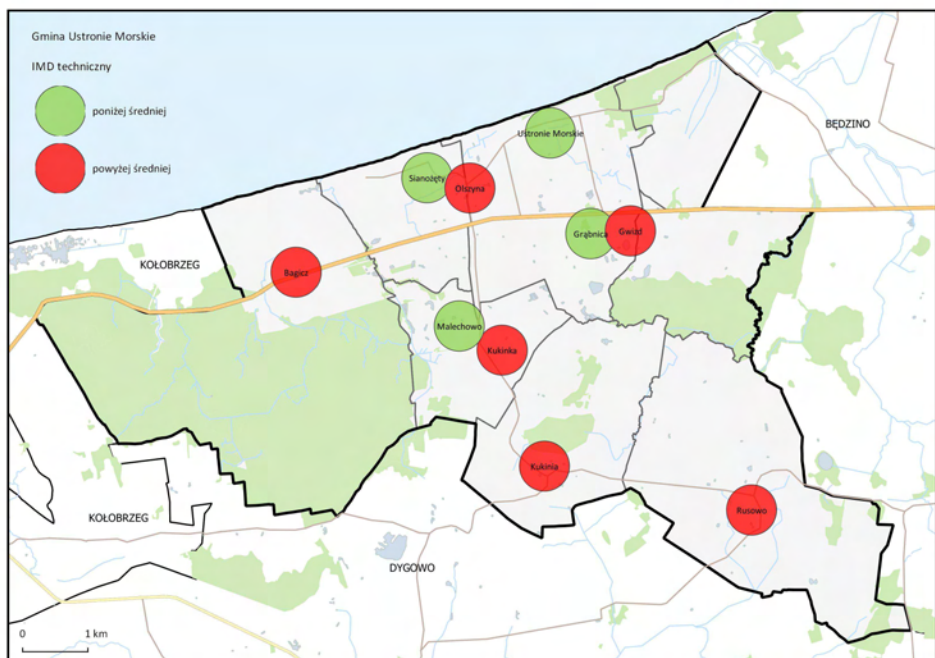 Gmina Ustronie Morskie
IMD techniczny
poniżej średniej
powyżej średniej
BĘDZINO
Ustronie Morskie
Sianożęty
Olszyna
Grąbnica
Gwizd
KOŁOBRZEG
Bagicz
Malechowo
Kukinka
Kukinia
Rusowo
KOŁOBRZEG
DYGOWO
0 1 km